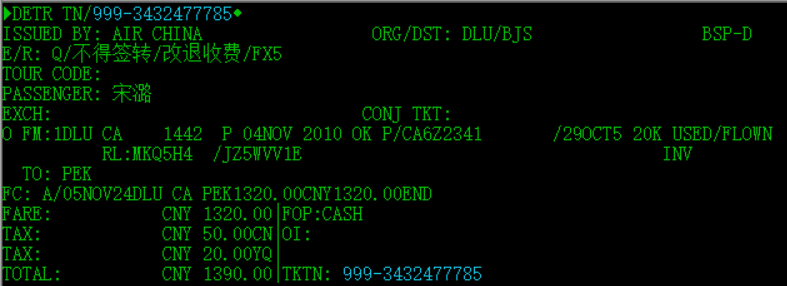 ▶DETR TN/999-3432477785◆
ISSUED BY: AIR CHINA ORG/DST: DLU/BJS BSP-D
E/R: Q/不得签转/改退收费/FX5
TOUR CODE:
PASSENGER: 宋潞
EXCH: CONJ TKT:
O FM:1DLU CA 1442 P 04NOV 2010 OK P/CA6Z2341 /29OCT5 20K USED/FLOWN
RL:MKQ5H4 /JZ5WVV1E INV
TO: PEK
FC: A/05NOV24DLU CA PEK1320.00CNY1320.00END
FARE: CNY 1320.00|FOP:CASH
TAX: CNY 50.00CN|OI:
TAX: CNY 20.00YQ|
TOTAL: CNY 1390.00|TKTN: 999-3432477785